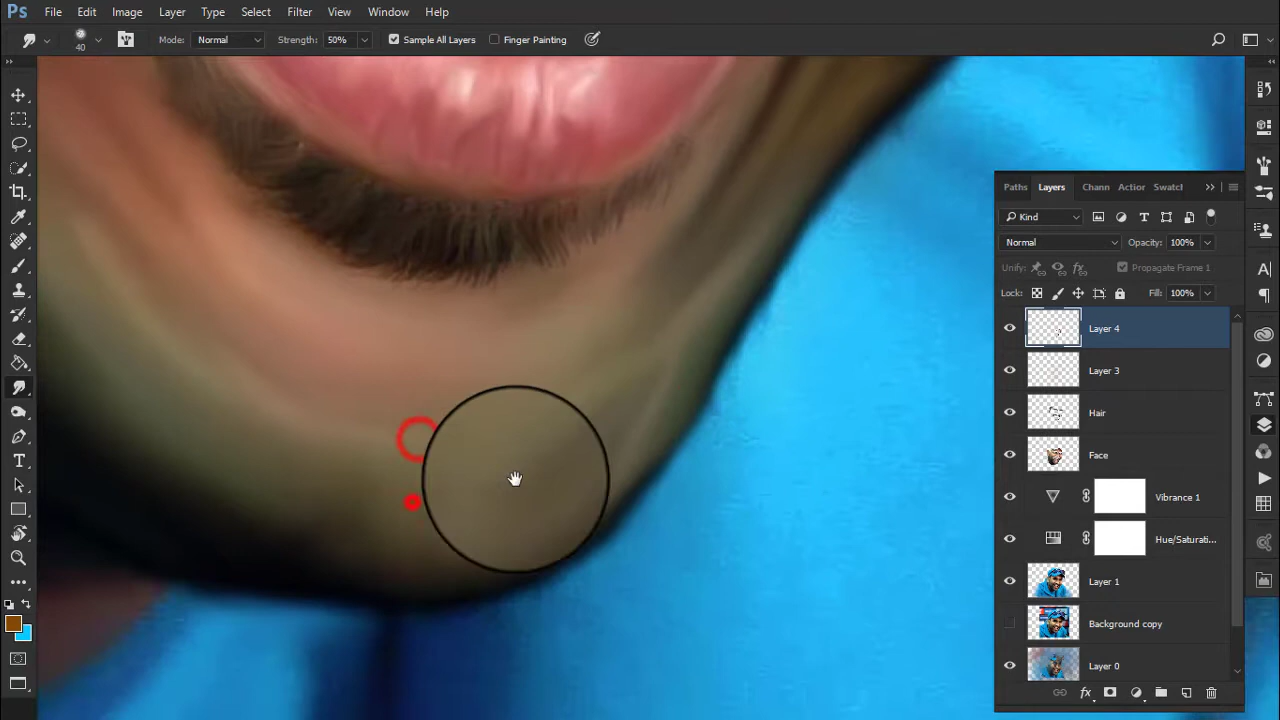 Ps File Edit Image Layer Type Select Filter View Window Help
40 Mode: Normal Strength: 50% Sample All Layers Finger Painting
Paths Layers Chann Action Swatcl
Kind
Normal Opacity: 100%
Unify: Propagate Frame 1
Lock: Fill: 100%
Layer 4
Layer 3
Hair
Face
Vibrance 1
Hue/Saturati...
Layer 1
Background copy
Layer 0